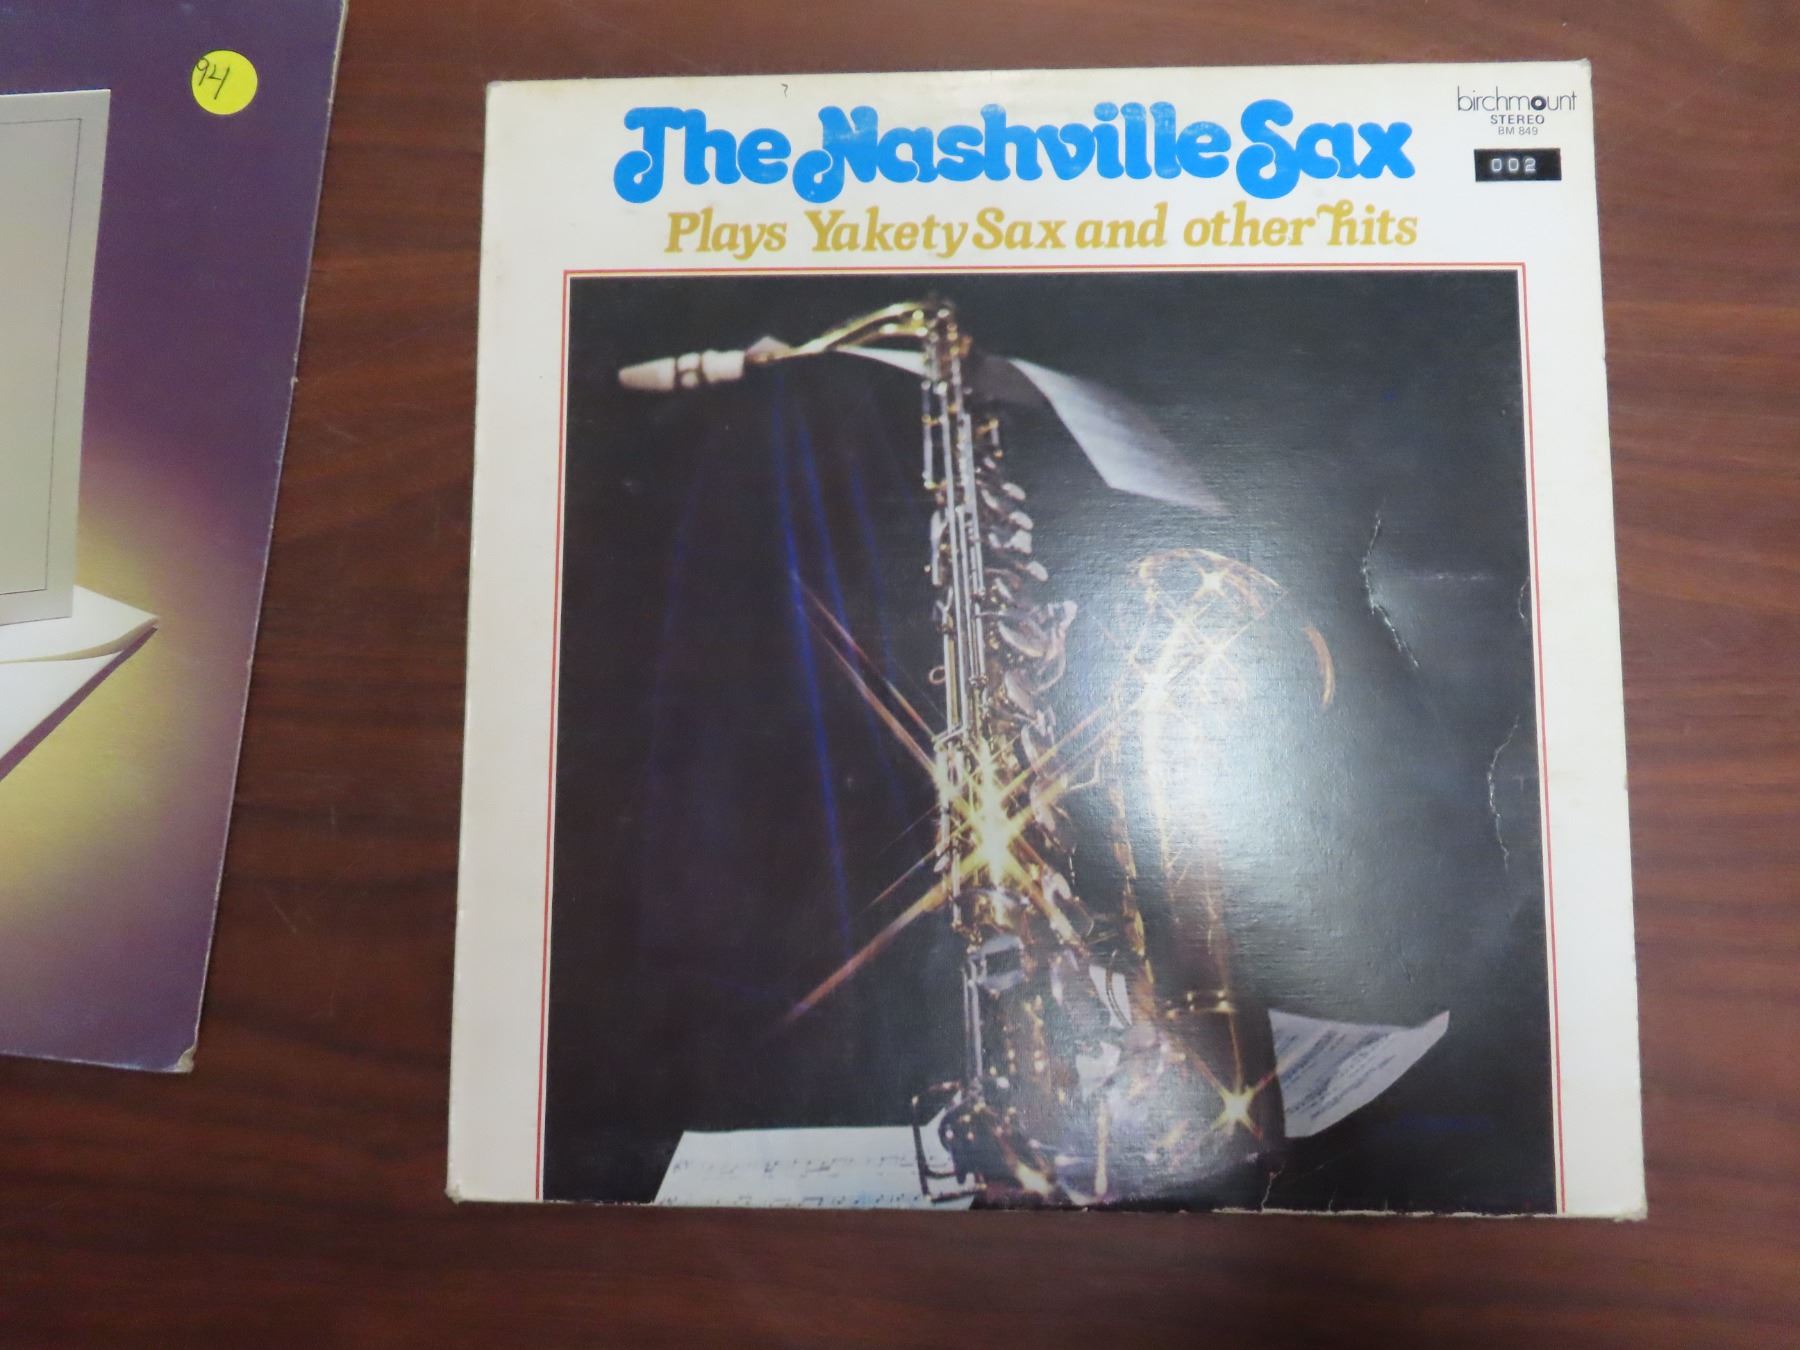 94
The Nashville Sax
Plays Yakety Sax and other hits
birchmount
STEREO
BM 849
002